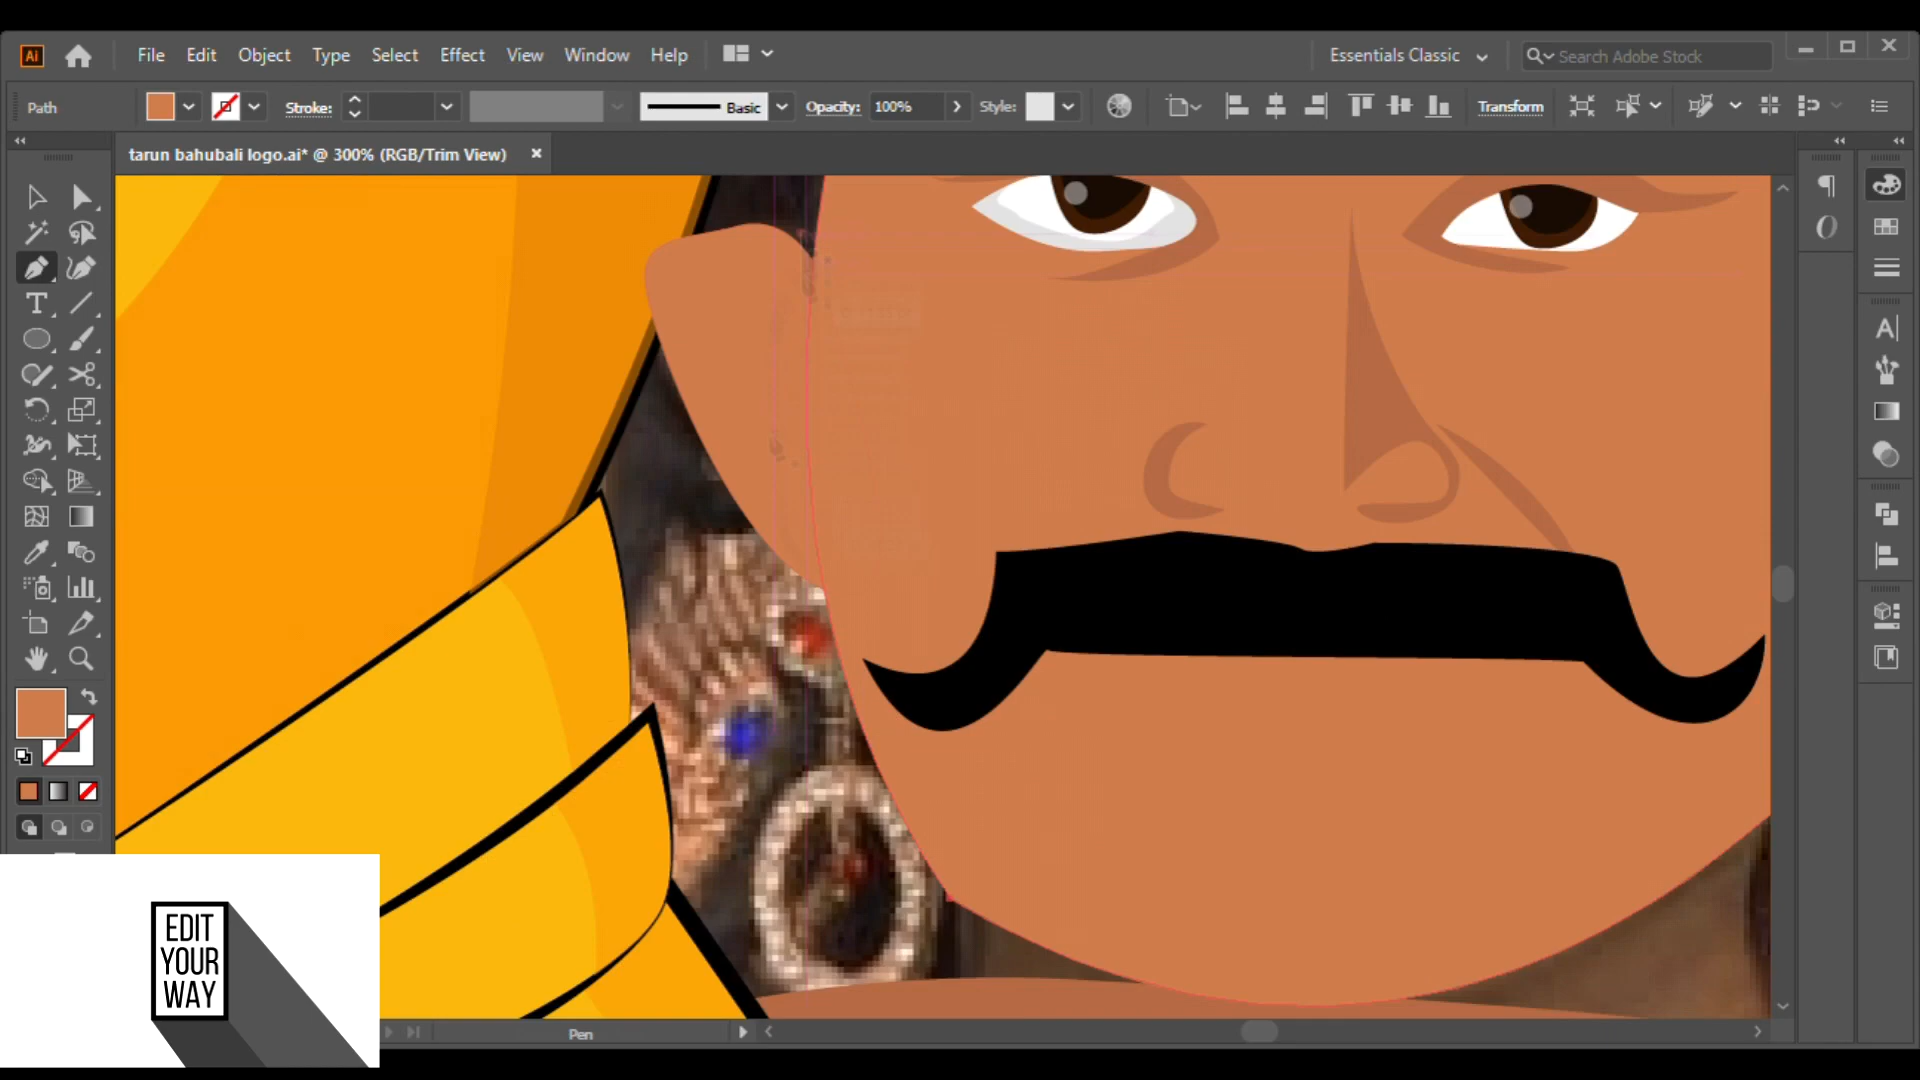 Ai File Edit Object Type Select Effect View Window Help Essentials Classic Search Adobe Stock
Path Stroke: Basic Opacity: 100% Style: Transform
tarun bahubali logo.ai* @ 300% (RGB/Trim View)
EDIT
YOUR
WAY
Pen